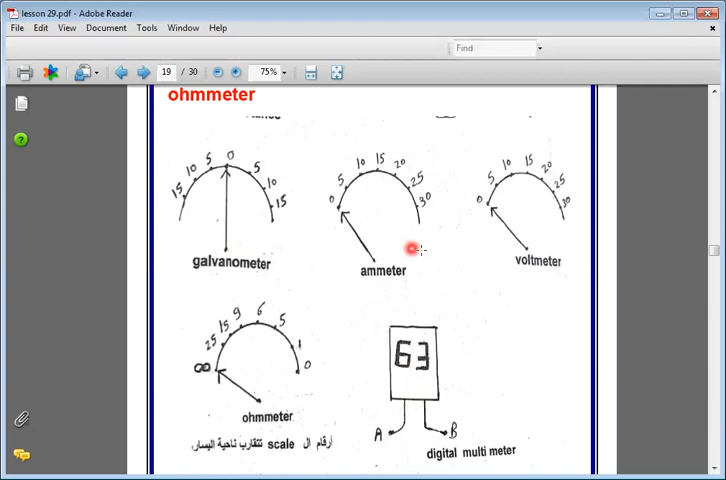 lesson 29.pdf - Adobe Reader
File Edit View Document Tools Window Help
Find
19 / 30 75%
ohmmeter
15 10 5 0 5 10 15
galvanometer
0 5 10 15 20 25 30
ammeter
0 5 10 15 20 25 30
voltmeter
∞ 25 15 9 6 5 1 0
ohmmeter
أرقام ال scale تتقارب ناحية اليسار.
63
A B
digital multi meter